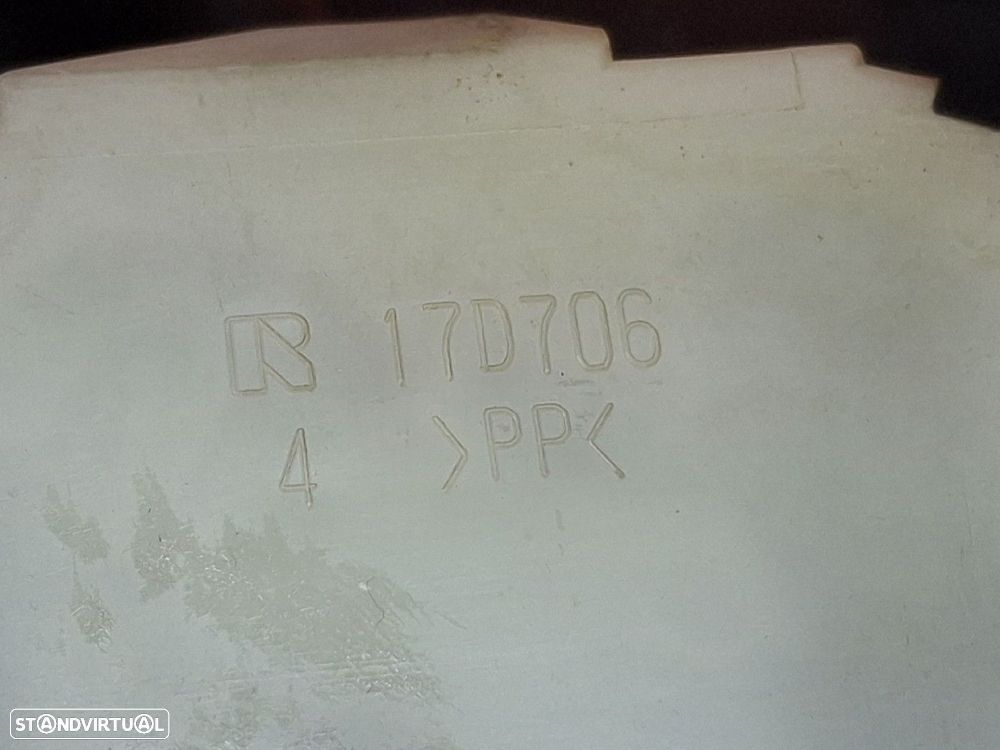 R 17D706
4 >PP<
STANDVIRTUAL